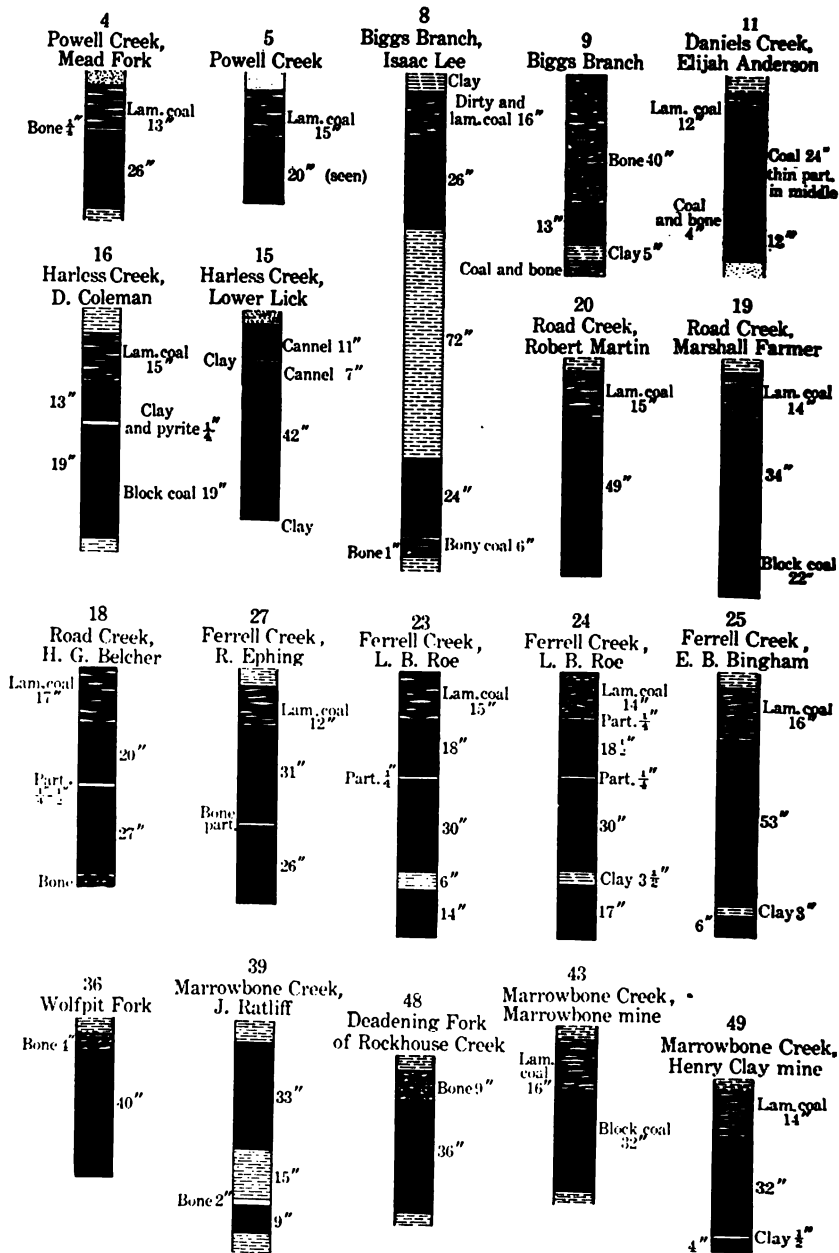 4
Powell Creek,
Mead Fork
Lam. coal
13"
Bone ¼"
26"
5
Powell Creek
Lam. coal
15"
20" (seen)
8
Biggs Branch,
Isaac Lee
Clay
Dirty and
lam. coal 16"
26"
72"
24"
Bone 1"
Bony coal 6"
9
Biggs Branch
Bone 40"
13"
Clay 5"
Coal and bone
11
Daniels Creek,
Elijah Anderson
Lam. coal
12"
Coal 24"
thin part.
in middle
Coal
and bone
4"
12"
16
Harless Creek,
D. Coleman
Lam. coal
15"
13"
Clay
and pyrite ¼"
19"
Block coal 19"
15
Harless Creek,
Lower Lick
Cannel 11"
Clay
Cannel 7"
42"
Clay
20
Road Creek,
Robert Martin
Lam. coal
15"
49"
19
Road Creek,
Marshall Farmer
Lam. coal
14"
34"
Block coal
22"
18
Road Creek,
H. G. Belcher
Lam. coal
17"
20"
Part.
27"
Bone
27
Ferrell Creek,
R. Ephing
Lam. coal
12"
31"
Bone
part.
26"
23
Ferrell Creek,
L. B. Roe
Lam. coal
15"
18"
Part. ¼"
30"
6"
14"
24
Ferrell Creek,
L. B. Roe
Lam. coal
14"
Part. ¼"
18½"
Part. ¼"
30"
Clay 3½"
17"
25
Ferrell Creek,
E. B. Bingham
Lam. coal
16"
53"
Clay 3"
6"
36
Wolfpit Fork
Bone 4"
40"
39
Marrowbone Creek,
J. Ratliff
33"
15"
Bone 2"
9"
48
Deadening Fork
of Rockhouse Creek
Bone 9"
36"
43
Marrowbone Creek,
Marrowbone mine
Lam.
coal
16"
Block coal
32"
49
Marrowbone Creek,
Henry Clay mine
Lam. coal
14"
32"
Clay ½"
4"